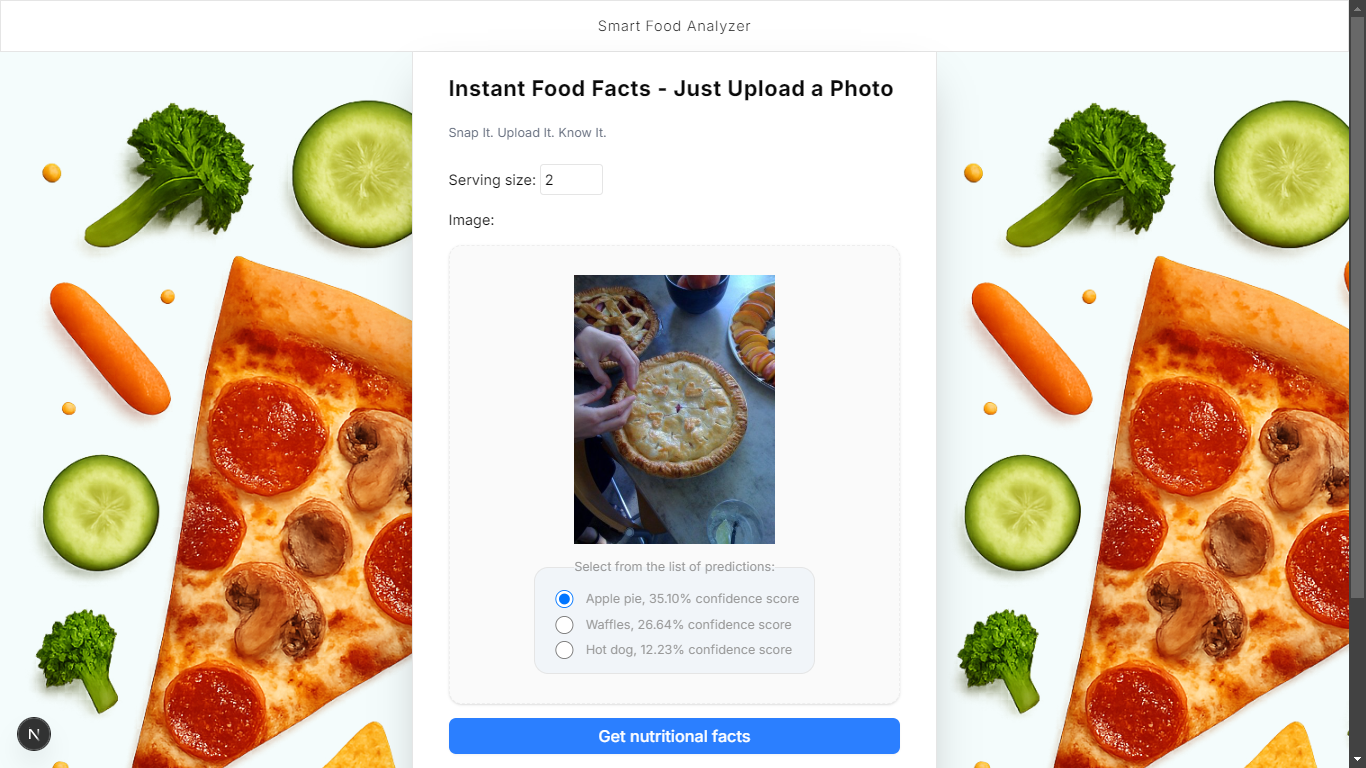 Smart Food Analyzer
Instant Food Facts - Just Upload a Photo
Snap It. Upload It. Know It.
Serving size: 2
Image:
Select from the list of predictions:
Apple pie, 35.10% confidence score
Waffles, 26.64% confidence score
Hot dog, 12.23% confidence score
Get nutritional facts
N